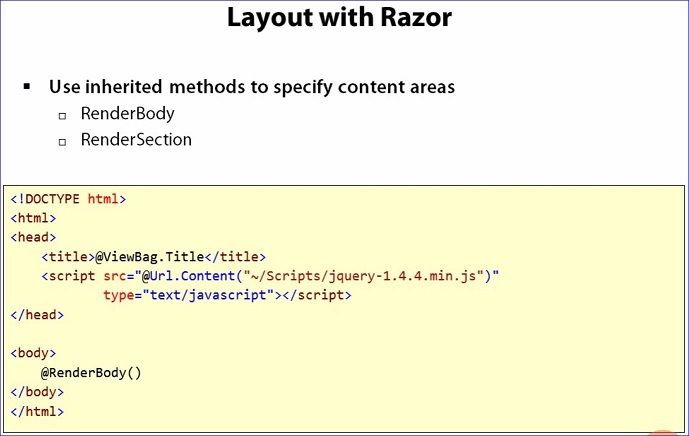 Layout with Razor
▪ Use inherited methods to specify content areas
□ RenderBody
□ RenderSection
<!DOCTYPE html>
<html>
<head>
    <title>@ViewBag.Title</title>
    <script src="@Url.Content("~/Scripts/jquery-1.4.4.min.js")"
            type="text/javascript"></script>
</head>

<body>
    @RenderBody()
</body>
</html>